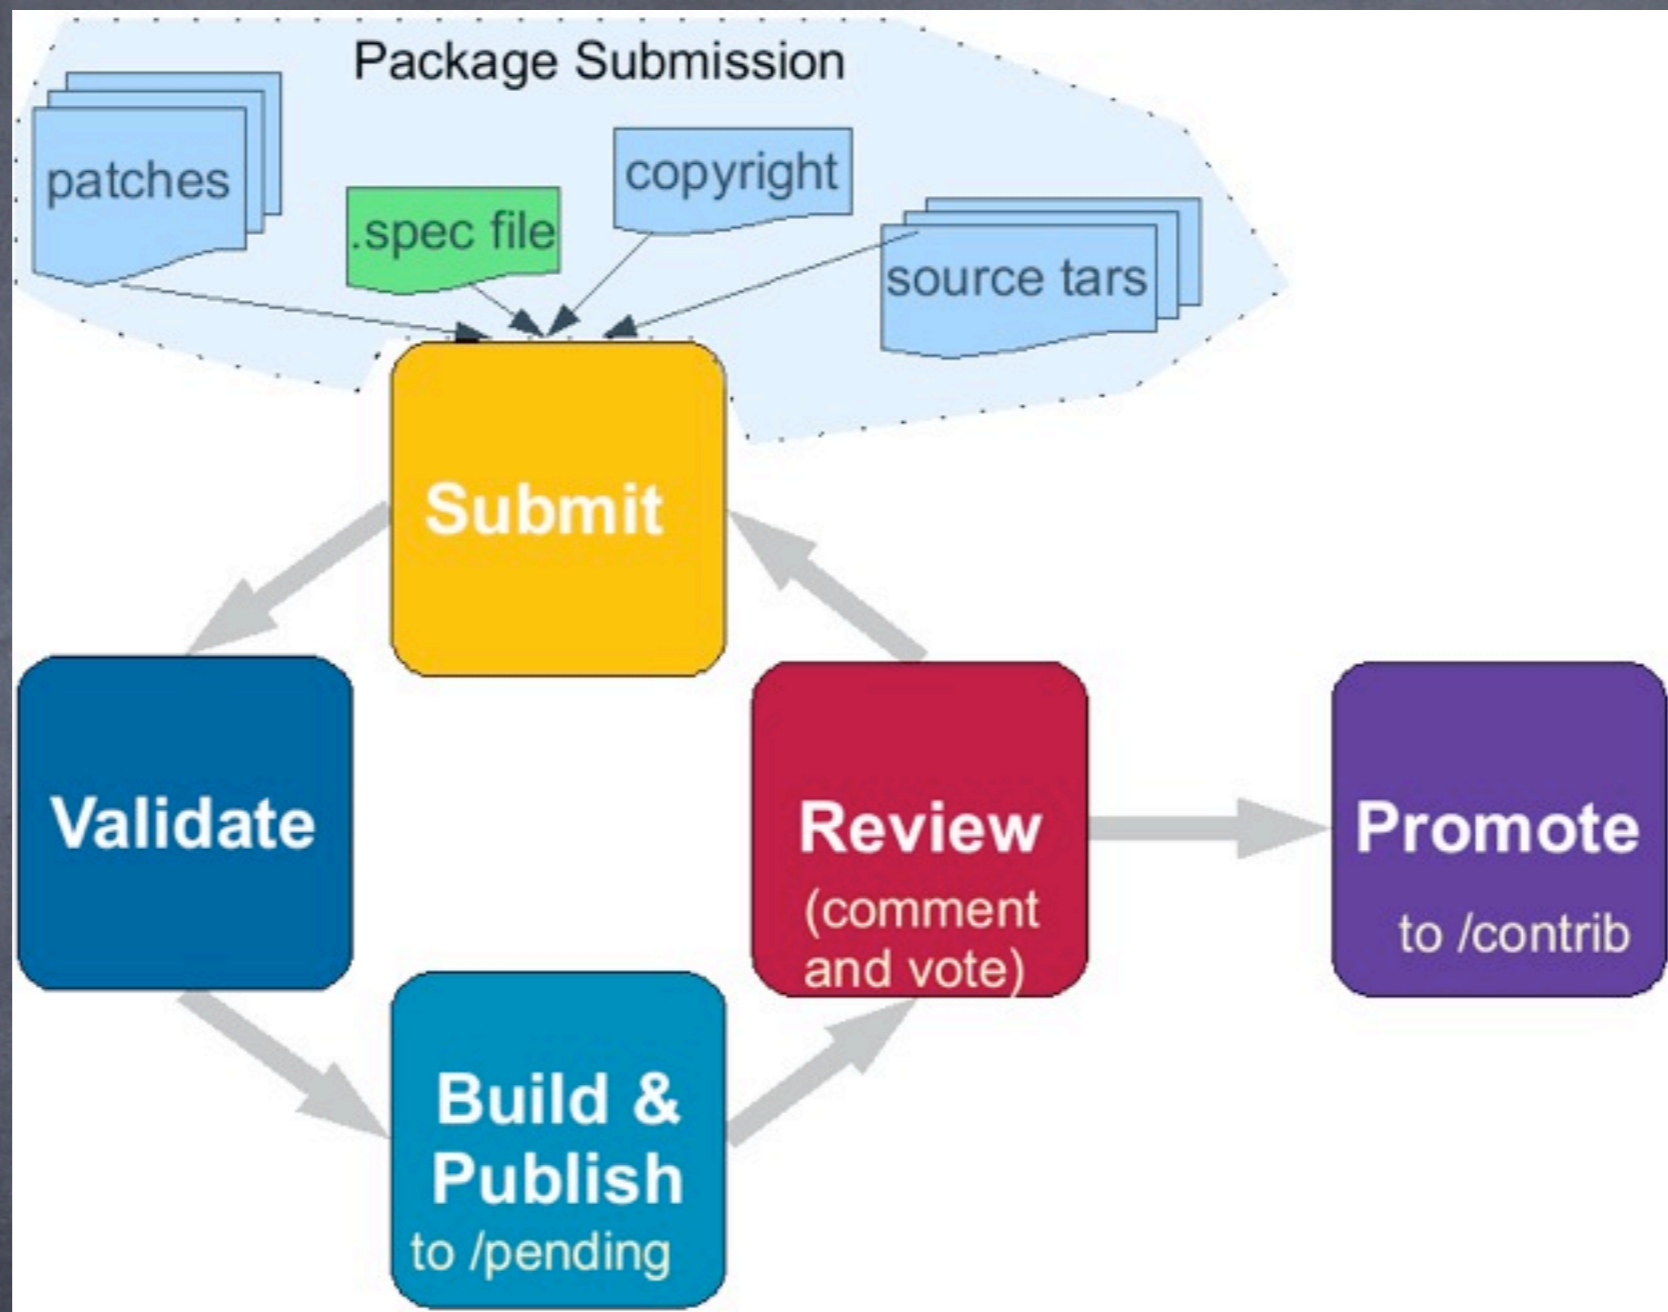 Package Submission
patches
.spec file
copyright
source tars
Submit
Validate
Review
(comment
and vote)
Promote
to /contrib
Build &
Publish
to /pending